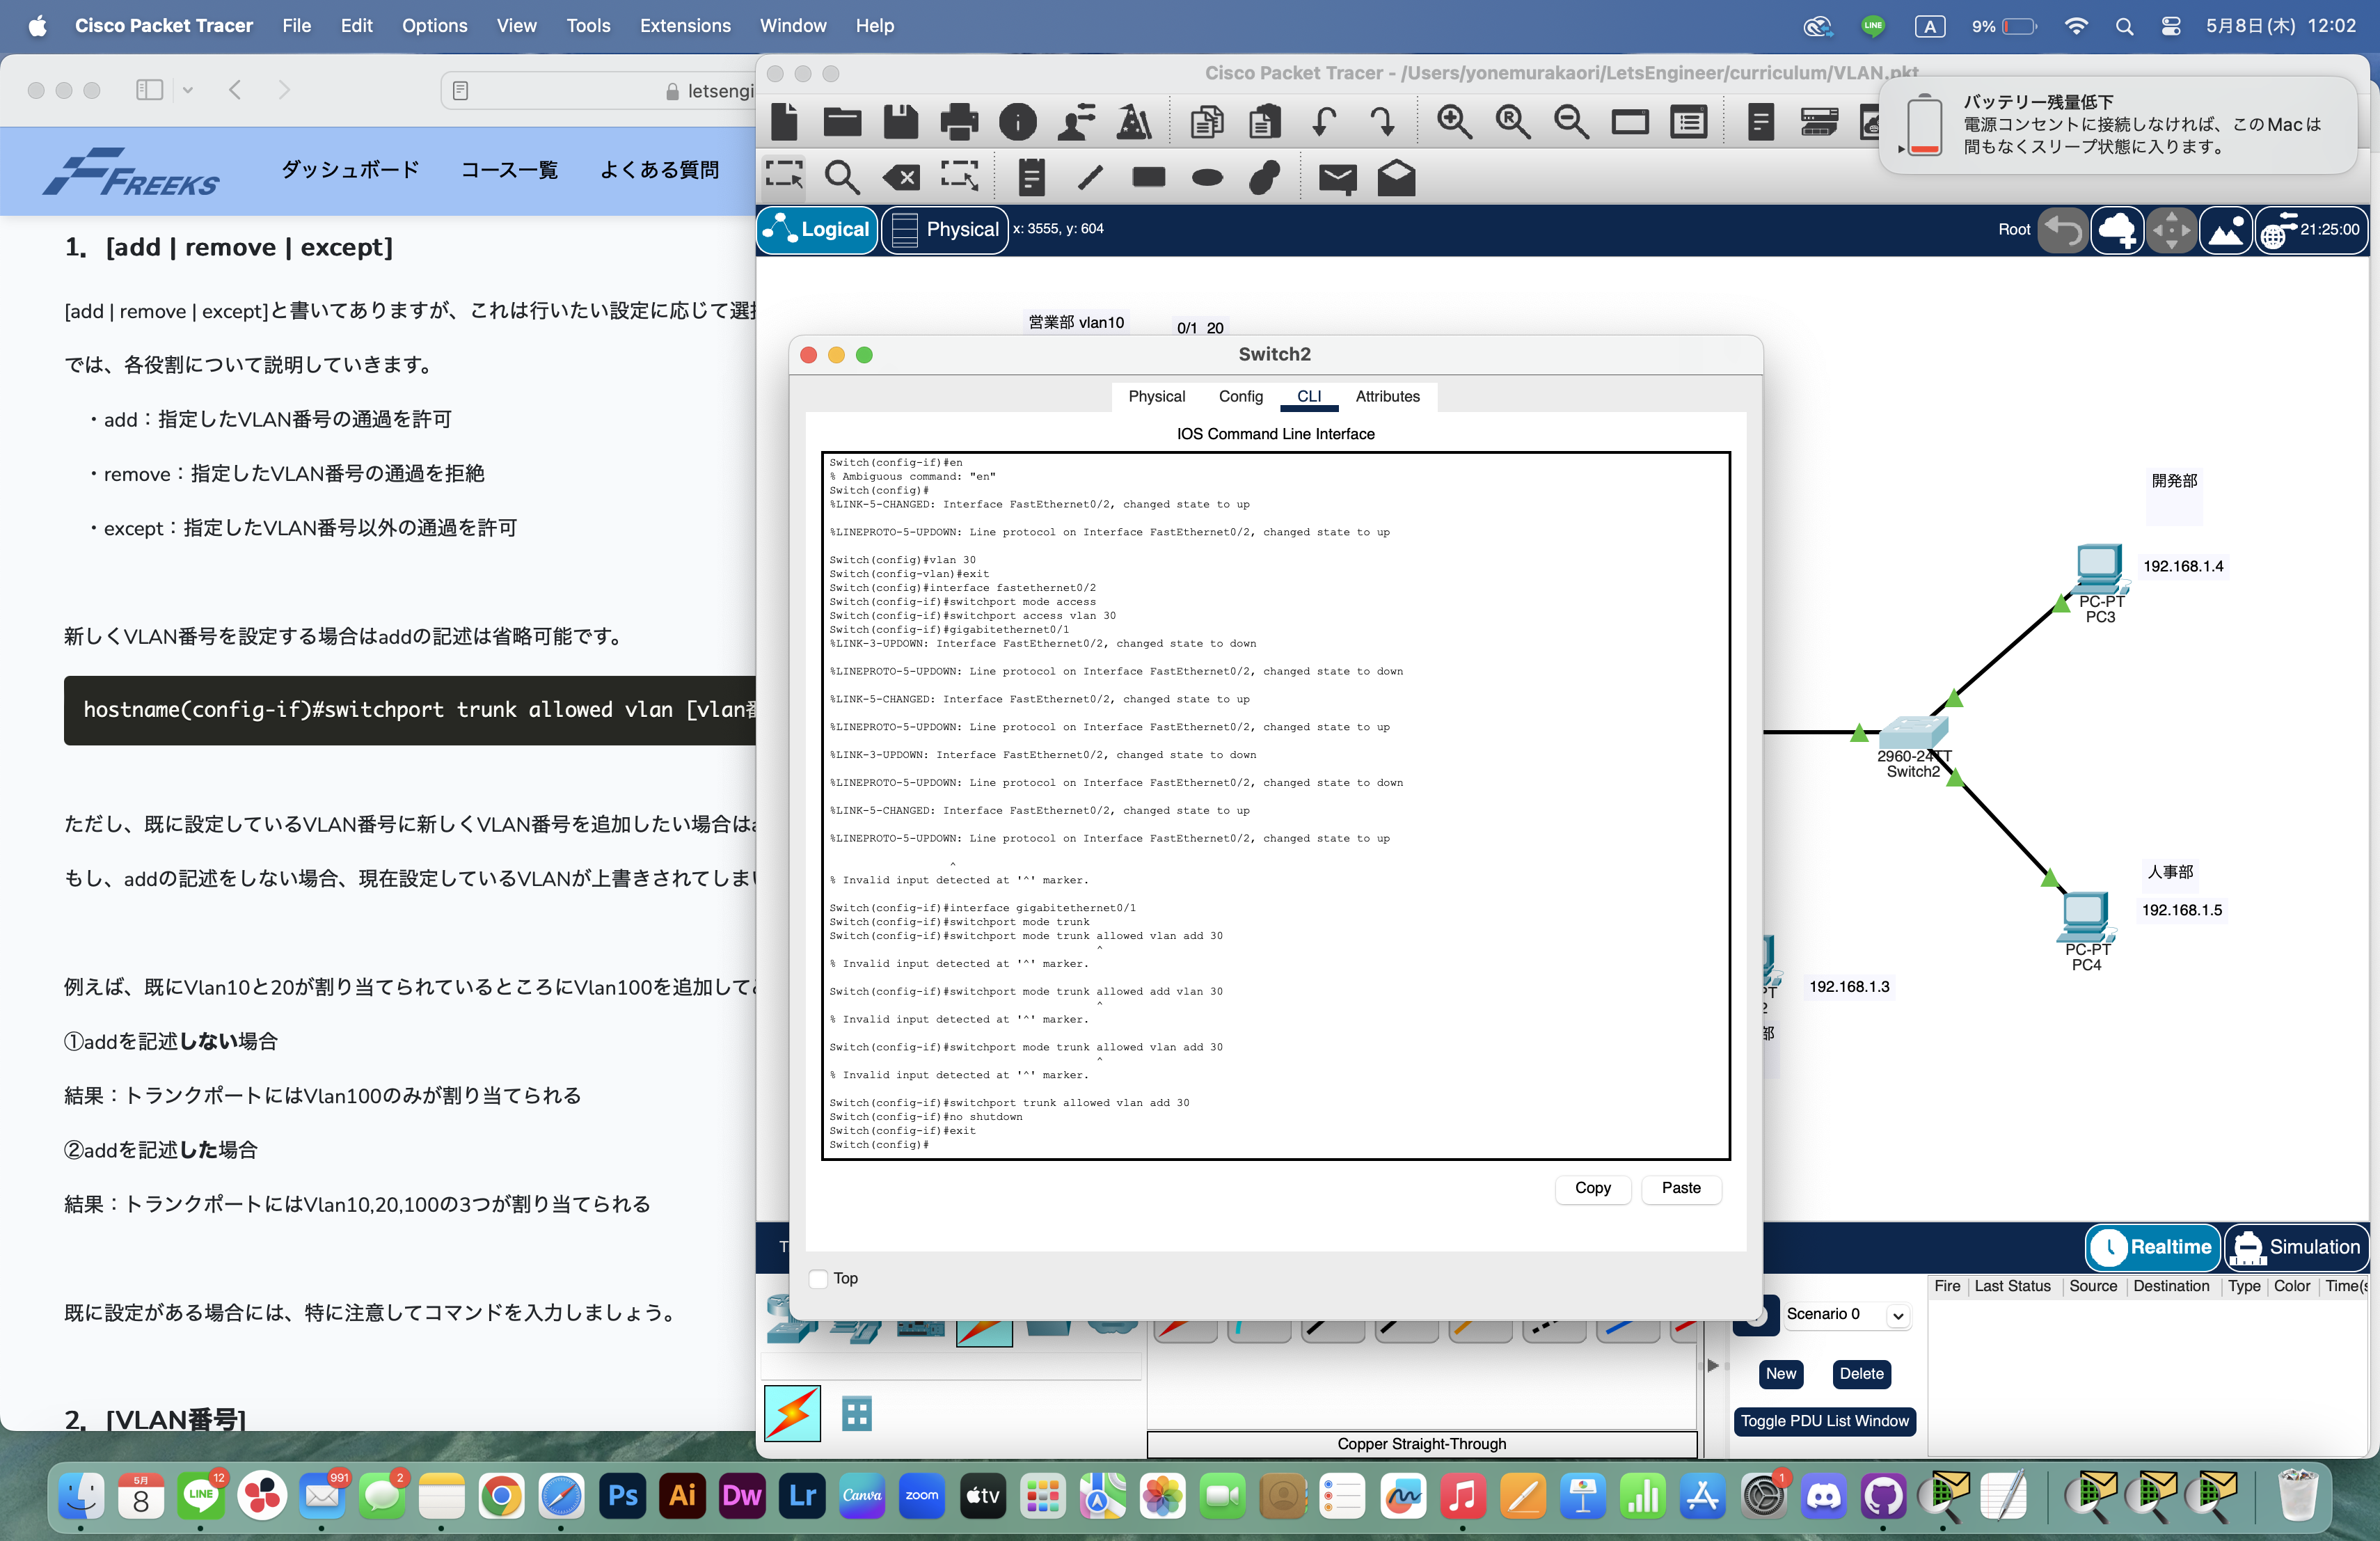 Cisco Packet Tracer File Edit Options View Tools Extensions Window Help
LINE A 9% 5月8日(木) 12:02
letsengi
FREEKS ダッシュボード コース一覧 よくある質問
1. [add | remove | except]
[add | remove | except]と書いてありますが、これは行いたい設定に応じて選
では、各役割について説明していきます。
・add：指定したVLAN番号の通過を許可
・remove：指定したVLAN番号の通過を拒絶
・except：指定したVLAN番号以外の通過を許可
新しくVLAN番号を設定する場合はaddの記述は省略可能です。
hostname(config-if)#switchport trunk allowed vlan [vlan
ただし、既に設定しているVLAN番号に新しくVLAN番号を追加したい場合は
もし、addの記述をしない場合、現在設定しているVLANが上書きされてしま
例えば、既にVlan10と20が割り当てられているところにVlan100を追加して
①addを記述しない場合
結果：トランクポートにはVlan100のみが割り当てられる
②addを記述した場合
結果：トランクポートにはVlan10,20,100の3つが割り当てられる
既に設定がある場合には、特に注意してコマンドを入力しましょう。
2. [VLAN番号]
Cisco Packet Tracer - /Users/yonemurakaori/LetsEngineer/curriculum/VLAN.pkt
バッテリー残量低下
電源コンセントに接続しなければ、このMacは
間もなくスリープ状態に入ります。
Logical Physical x: 3555, y: 604
Root 21:25:00
営業部 vlan10 0/1 20
Switch2
Physical Config CLI Attributes
IOS Command Line Interface
Switch(config-if)#en
% Ambiguous command: "en"
Switch(config)#
%LINK-5-CHANGED: Interface FastEthernet0/2, changed state to up
%LINEPROTO-5-UPDOWN: Line protocol on Interface FastEthernet0/2, changed state to up
Switch(config)#vlan 30
Switch(config-vlan)#exit
Switch(config)#interface fastethernet0/2
Switch(config-if)#switchport mode access
Switch(config-if)#switchport access vlan 30
Switch(config-if)#gigabitethernet0/1
%LINK-3-UPDOWN: Interface FastEthernet0/2, changed state to down
%LINEPROTO-5-UPDOWN: Line protocol on Interface FastEthernet0/2, changed state to down
%LINK-5-CHANGED: Interface FastEthernet0/2, changed state to up
%LINEPROTO-5-UPDOWN: Line protocol on Interface FastEthernet0/2, changed state to up
%LINK-3-UPDOWN: Interface FastEthernet0/2, changed state to down
%LINEPROTO-5-UPDOWN: Line protocol on Interface FastEthernet0/2, changed state to down
%LINK-5-CHANGED: Interface FastEthernet0/2, changed state to up
%LINEPROTO-5-UPDOWN: Line protocol on Interface FastEthernet0/2, changed state to up
^
% Invalid input detected at '^' marker.
Switch(config-if)#interface gigabitethernet0/1
Switch(config-if)#switchport mode trunk
Switch(config-if)#switchport mode trunk allowed vlan add 30
^
% Invalid input detected at '^' marker.
Switch(config-if)#switchport mode trunk allowed add vlan 30
^
% Invalid input detected at '^' marker.
Switch(config-if)#switchport mode trunk allowed vlan add 30
^
% Invalid input detected at '^' marker.
Switch(config-if)#switchport trunk allowed vlan add 30
Switch(config-if)#no shutdown
Switch(config-if)#exit
Switch(config)#
Copy Paste
Top
開発部
192.168.1.4
PC-PT
PC3
2960-24TT
Switch2
人事部
192.168.1.5
PC-PT
PC4
192.168.1.3
部
Realtime Simulation
Scenario 0
New Delete
Toggle PDU List Window
Fire Last Status Source Destination Type Color
Copper Straight-Through
5月 8 LINE 12 991 2 Ps Ai Dw Lr Canva zoom tv 1